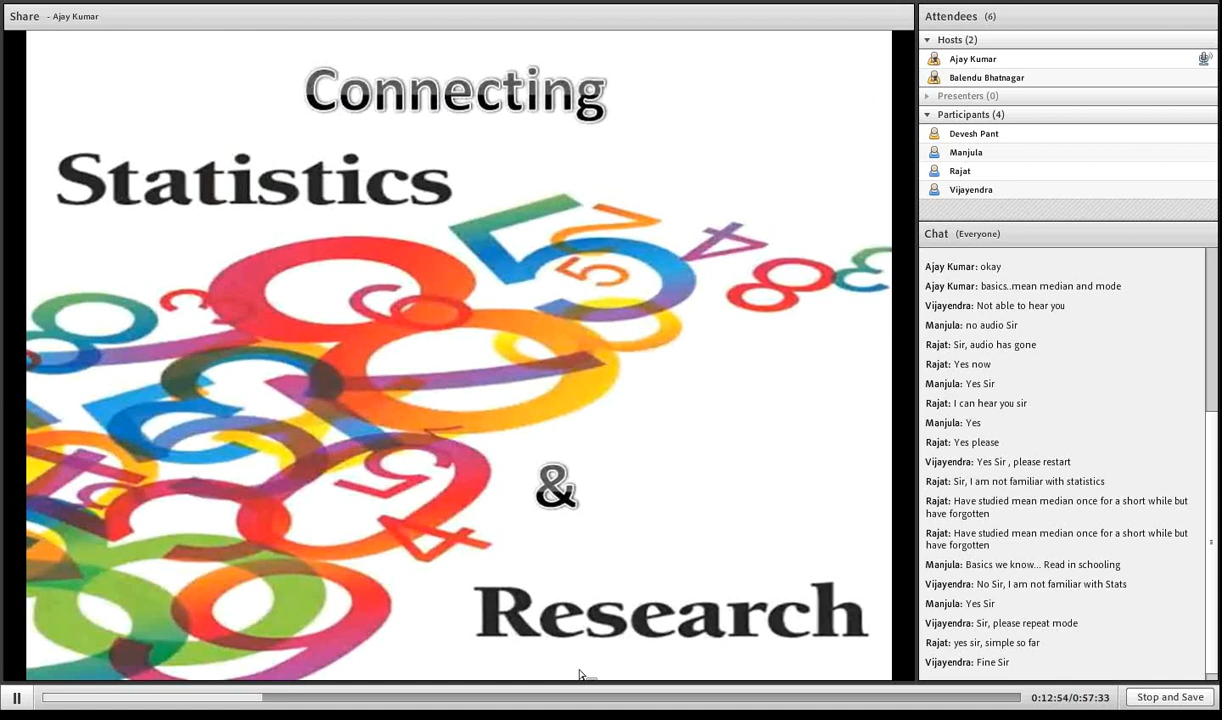 Share - Ajay Kumar
Connecting
Statistics
&
Research
Attendees (6)
Hosts (2)
Ajay Kumar
Balendu Bhatnagar
Presenters (0)
Participants (4)
Devesh Pant
Manjula
Rajat
Vijayendra
Chat (Everyone)
Ajay Kumar: okay
Ajay Kumar: basics..mean median and mode
Vijayendra: Not able to hear you
Manjula: no audio Sir
Rajat: Sir, audio has gone
Rajat: Yes now
Manjula: Yes Sir
Rajat: I can hear you sir
Manjula: Yes
Rajat: Yes please
Vijayendra: Yes Sir , please restart
Rajat: Sir, I am not familiar with statistics
Rajat: Have studied mean median once for a short while but
have forgotten
Rajat: Have studied mean median once for a short while but
have forgotten
Manjula: Basics we know... Read in schooling
Vijayendra: No Sir, I am not familiar with Stats
Manjula: Yes Sir
Vijayendra: Sir, please repeat mode
Rajat: yes sir, simple so far
Vijayendra: Fine Sir
0:12:54/0:57:33
Stop and Save